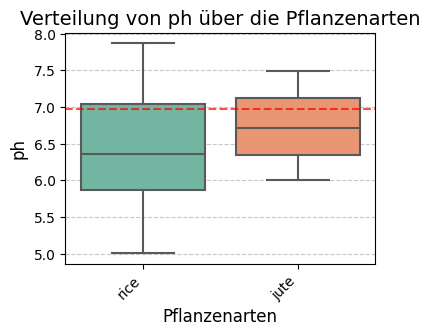 Verteilung von ph über die Pflanzenarten
8.0
7.5
7.0
6.5
6.0
5.5
5.0
ph
rice
jute
Pflanzenarten